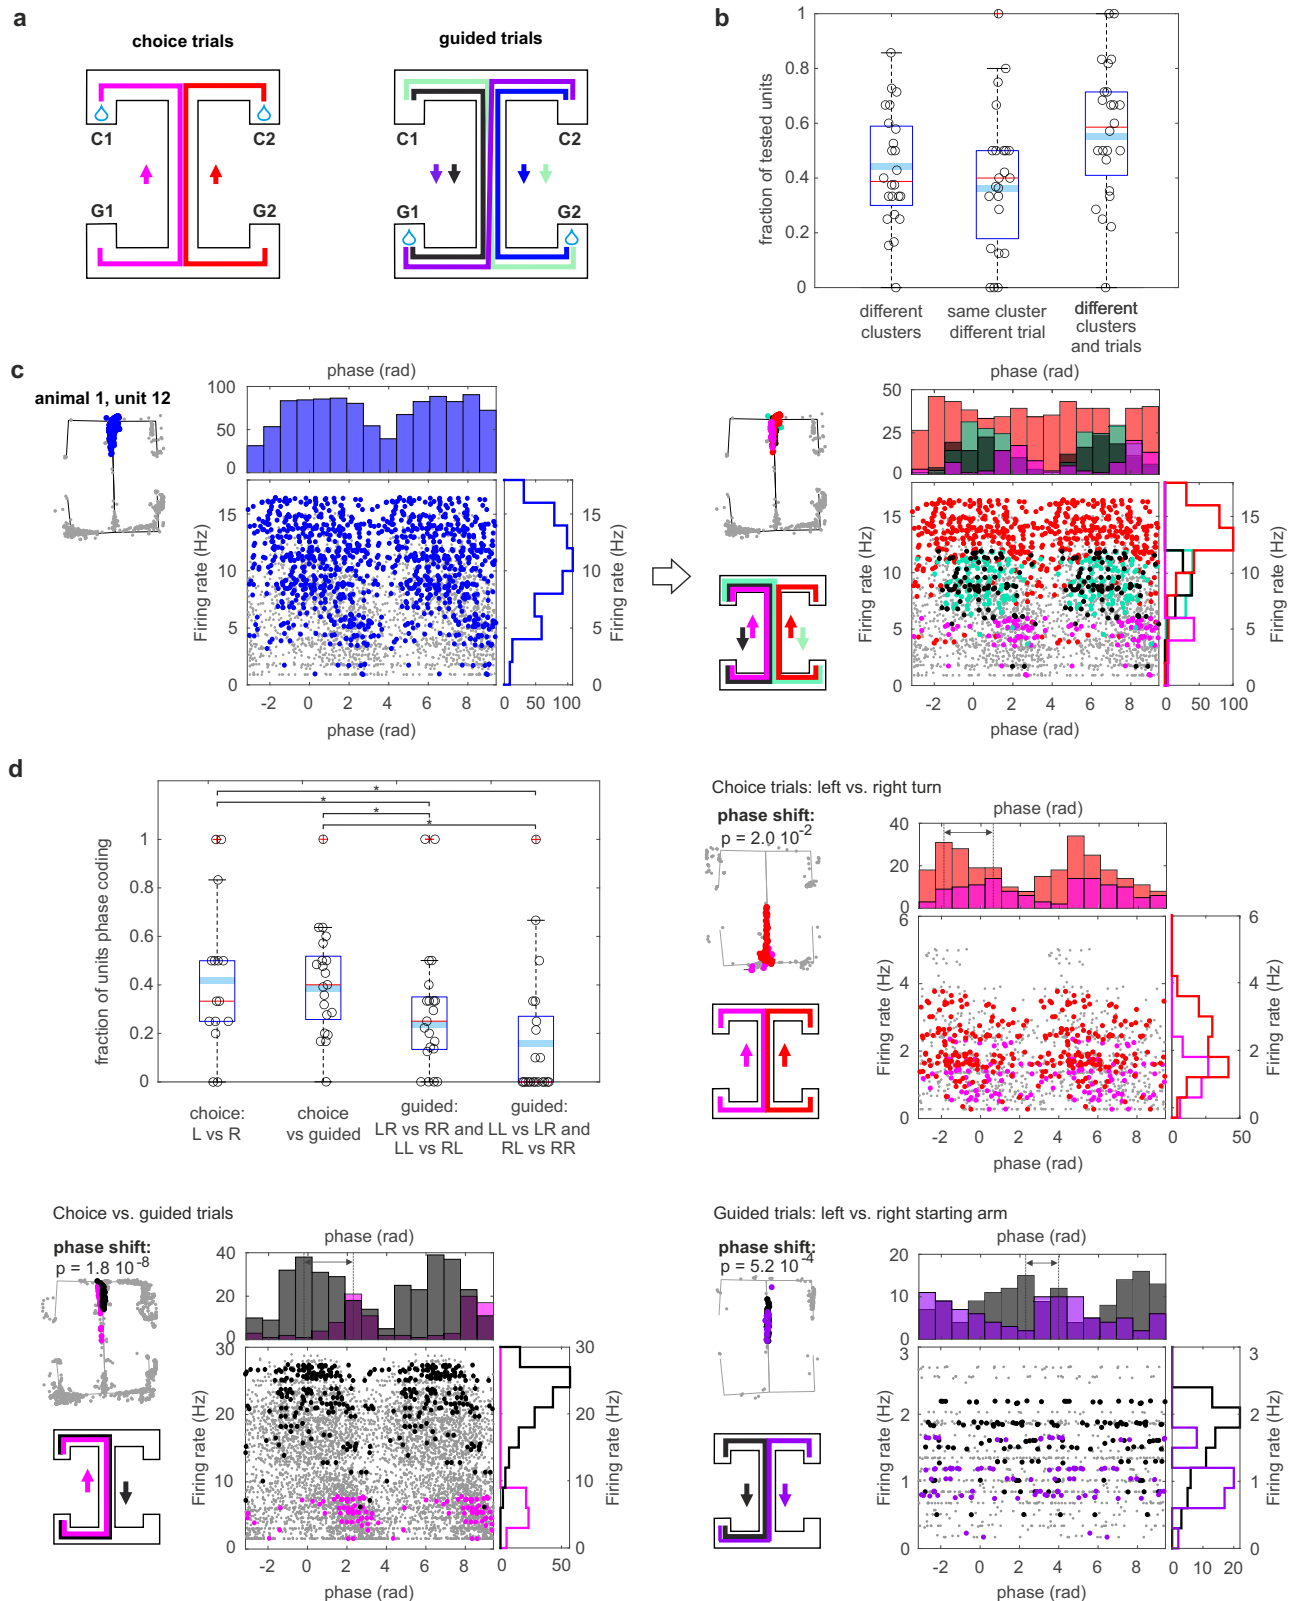 a
choice trials
guided trials
C1
C2
G1
G2
C1
C2
G1
G2
b
fraction of tested units
1
0.8
0.6
0.4
0.2
0
different
clusters
same cluster
different trial
different
clusters
and trials
c
animal 1, unit 12
phase (rad)
100
50
0
Firing rate (Hz)
15
10
5
0
-2 0 2 4 6 8
phase (rad)
15
10
5
0
Firing rate (Hz)
0 50 100
phase (rad)
50
25
0
Firing rate (Hz)
15
10
5
0
-2 0 2 4 6 8
phase (rad)
15
10
5
0
Firing rate (Hz)
0 50 100
d
fraction of units phase coding
1
0.8
0.6
0.4
0.2
0
* * * *
choice:
L vs R
choice
vs guided
guided:
LR vs RR and
LL vs RL
guided:
LL vs LR and
RL vs RR
Choice trials: left vs. right turn
phase shift:
p = 2.0 10-2
phase (rad)
40
20
0
Firing rate (Hz)
6
4
2
0
-2 0 2 4 6 8
phase (rad)
6
4
2
0
Firing rate (Hz)
0 50
Choice vs. guided trials
phase shift:
p = 1.8 10-8
phase (rad)
40
20
0
Firing rate (Hz)
30
20
10
0
-2 0 2 4 6 8
phase (rad)
30
20
10
0
Firing rate (Hz)
0 50
Guided trials: left vs. right starting arm
phase shift:
p = 5.2 10-4
phase (rad)
20
10
0
Firing rate (Hz)
3
2
1
0
-2 0 2 4 6 8
phase (rad)
3
2
1
0
Firing rate (Hz)
0 10 20